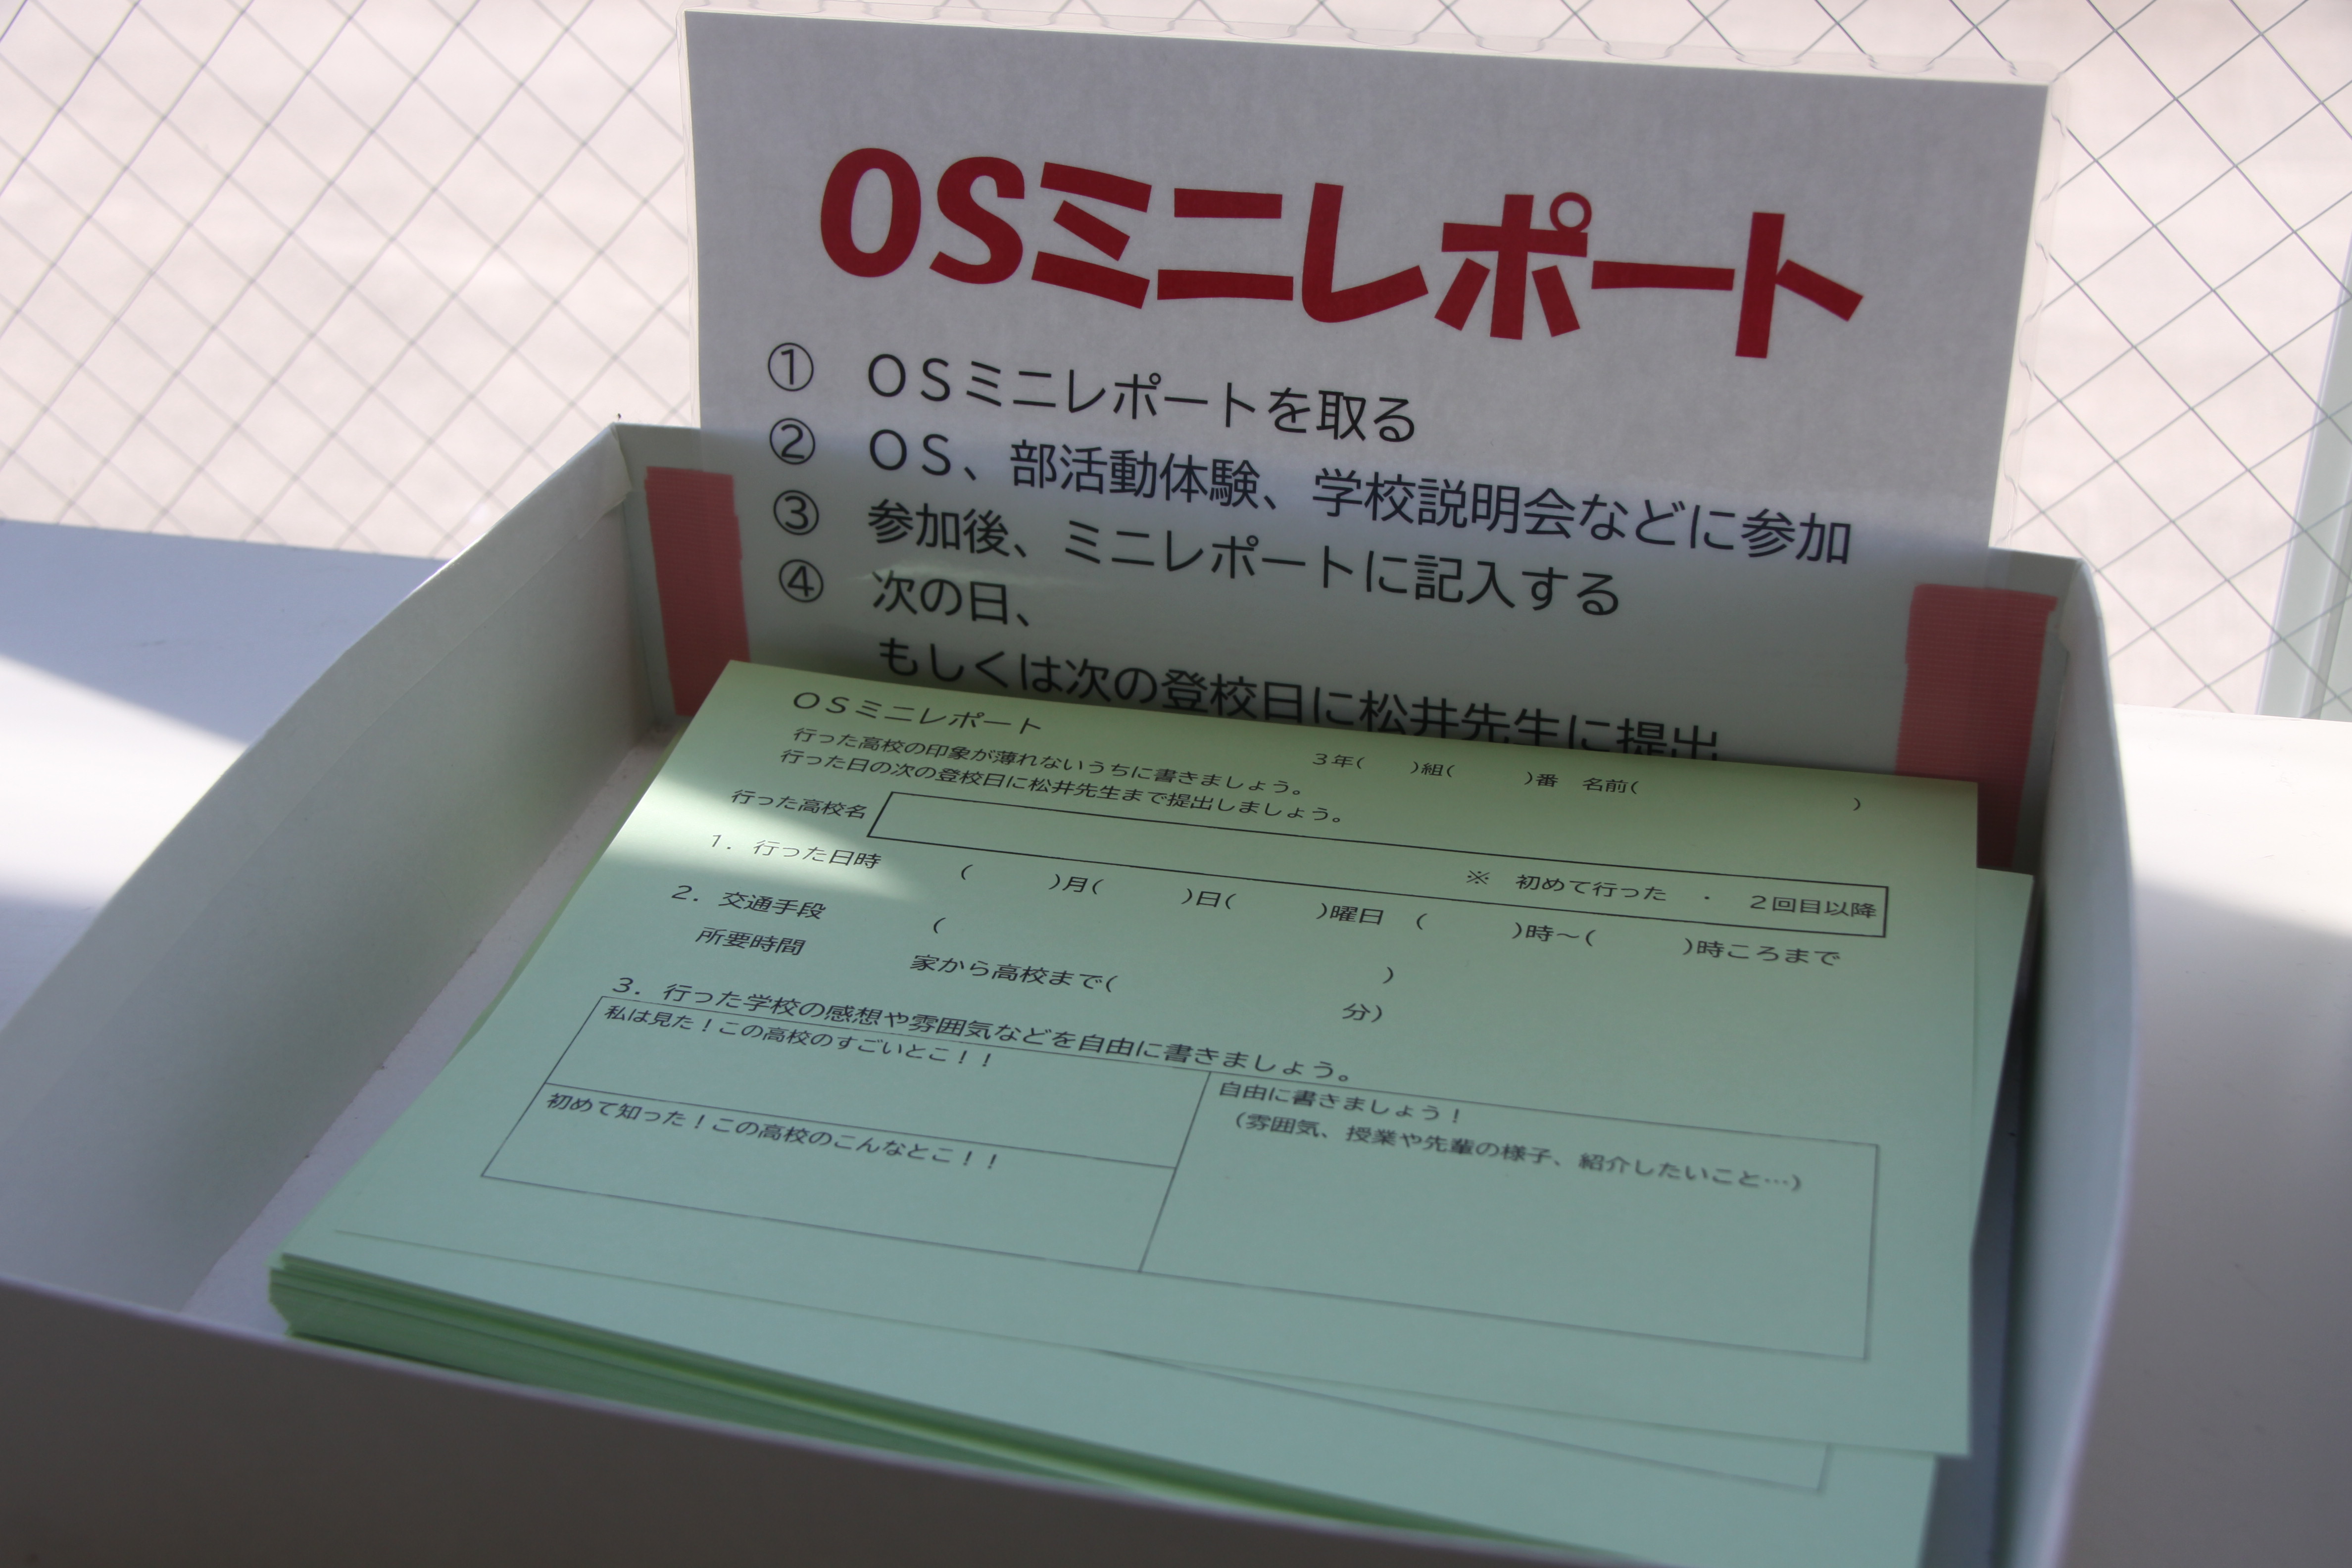 OSミニレポート
① OSミニレポートを取る
② OS、部活動体験、学校説明会などに参加
③ 参加後、ミニレポートに記入する
④ 次の日、
もしくは次の登校日に松井先生に提出
OSミニレポート
3年(　　)組(　　)番　名前(　　　　)
行った高校の印象が薄れないうちに書きましょう。
行った日の次の登校日に松井先生まで提出しましょう。
行った高校名
※　初めて行った　・　2回目以降
1．行った日時　(　　)月(　　)日(　　)曜日　(　　)時～(　　)時ころまで
2．交通手段　(　　　　)
所要時間　家から高校まで(　　　　分)
3．行った学校の感想や雰囲気などを自由に書きましょう。
私は見た！この高校のすごいとこ！！
初めて知った！この高校のこんなとこ！！
自由に書きましょう！
（雰囲気、授業や先輩の様子、紹介したいこと…）